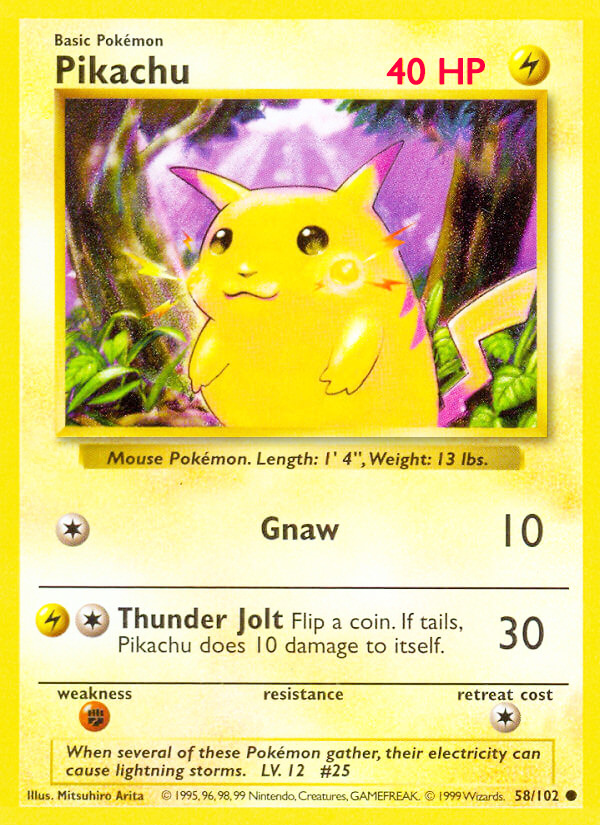 Basic Pokémon
Pikachu 40 HP
Mouse Pokémon. Length: 1' 4", Weight: 13 lbs.
Gnaw 10
Thunder Jolt Flip a coin. If tails,
Pikachu does 10 damage to itself. 30
weakness resistance retreat cost
When several of these Pokémon gather, their electricity can
cause lightning storms. LV. 12 #25
Illus. Mitsuhiro Arita © 1995, 96, 98, 99 Nintendo, Creatures, GAMEFREAK. © 1999 Wizards. 58/102 ●